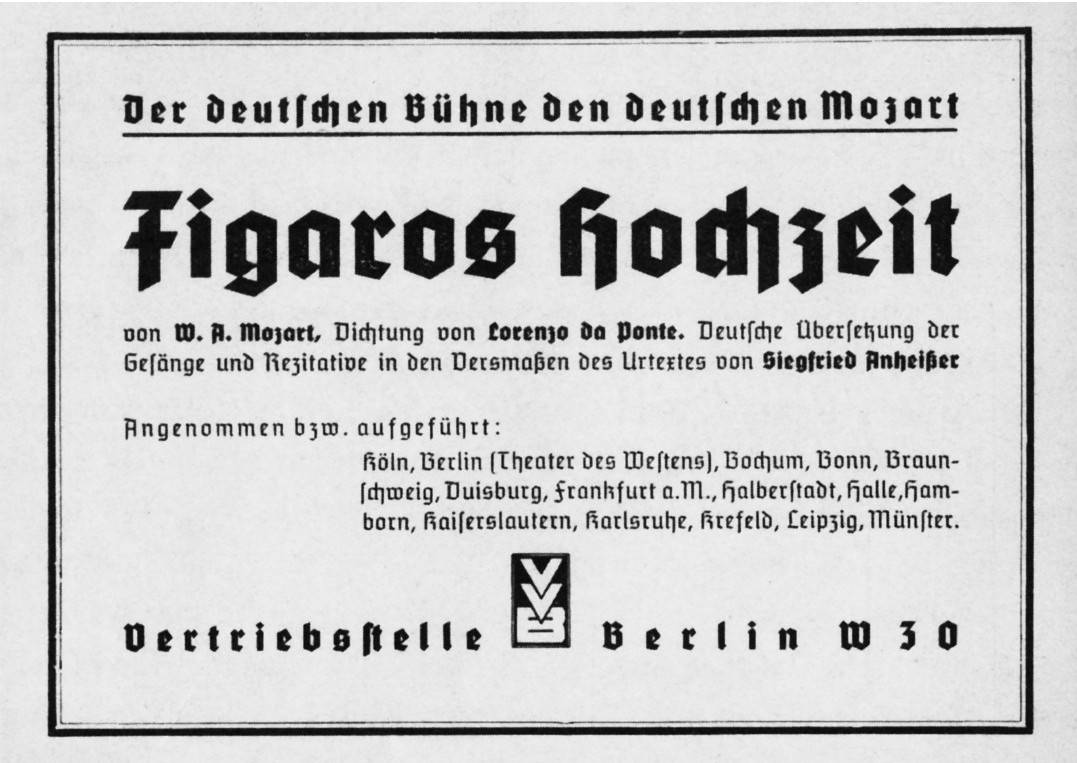 Der deutschen Bühne den deutschen Mozart
Figaros Hochzeit
von W. A. Mozart, Dichtung von Lorenzo da Ponte. Deutsche Übersetzung der
Gesänge und Rezitative in den Versmaßen des Urtextes von Siegfried Anheißer
Angenommen bzw. aufgeführt:
Köln, Berlin (Theater des Westens), Bochum, Bonn, Braun-
schweig, Duisburg, Frankfurt a.M., Halberstadt, Halle, Ham-
born, Kaiserslautern, Karlsruhe, Krefeld, Leipzig, Münster.
VVB
Vertriebsstelle Berlin W 30